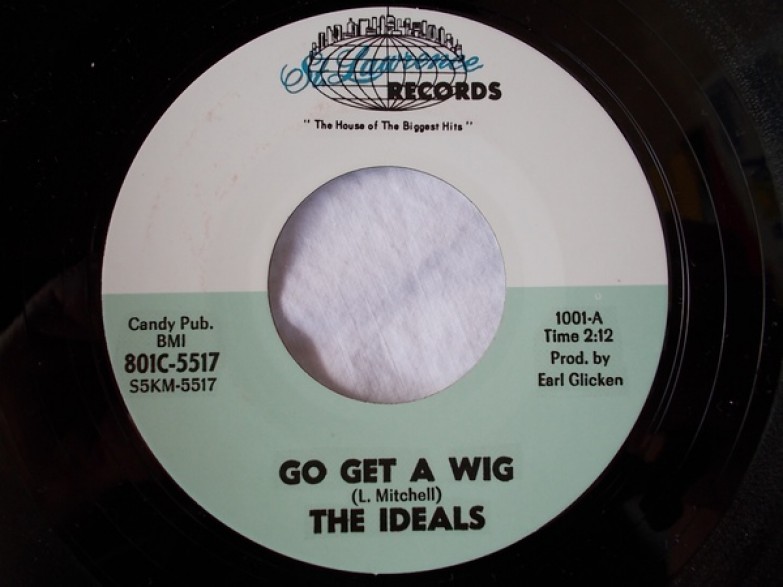 St. Lawrence
RECORDS
" The House of The Biggest Hits "
Candy Pub.
BMI
801C-5517
S5KM-5517
1001-A
Time 2:12
Prod. by
Earl Glicken
GO GET A WIG
(L. Mitchell)
THE IDEALS